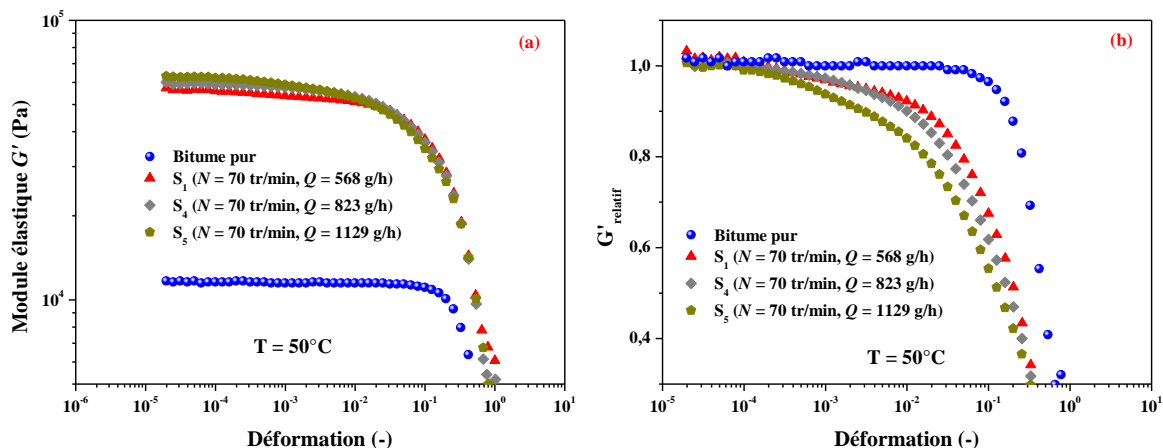 10⁵
(a)
Module élastique G' (Pa)
Bitume pur
S₁ (N = 70 tr/min, Q = 568 g/h)
S₄ (N = 70 tr/min, Q = 823 g/h)
S₅ (N = 70 tr/min, Q = 1129 g/h)
10⁴
T = 50°C
10⁻⁶ 10⁻⁵ 10⁻⁴ 10⁻³ 10⁻² 10⁻¹ 10⁰ 10¹
Déformation (-)
(b)
1,0
0,8
G'relatif
0,6
0,4
Bitume pur
S₁ (N = 70 tr/min, Q = 568 g/h)
S₄ (N = 70 tr/min, Q = 823 g/h)
S₅ (N = 70 tr/min, Q = 1129 g/h)
T = 50°C
10⁻⁵ 10⁻⁴ 10⁻³ 10⁻² 10⁻¹ 10⁰ 10¹
Déformation (-)